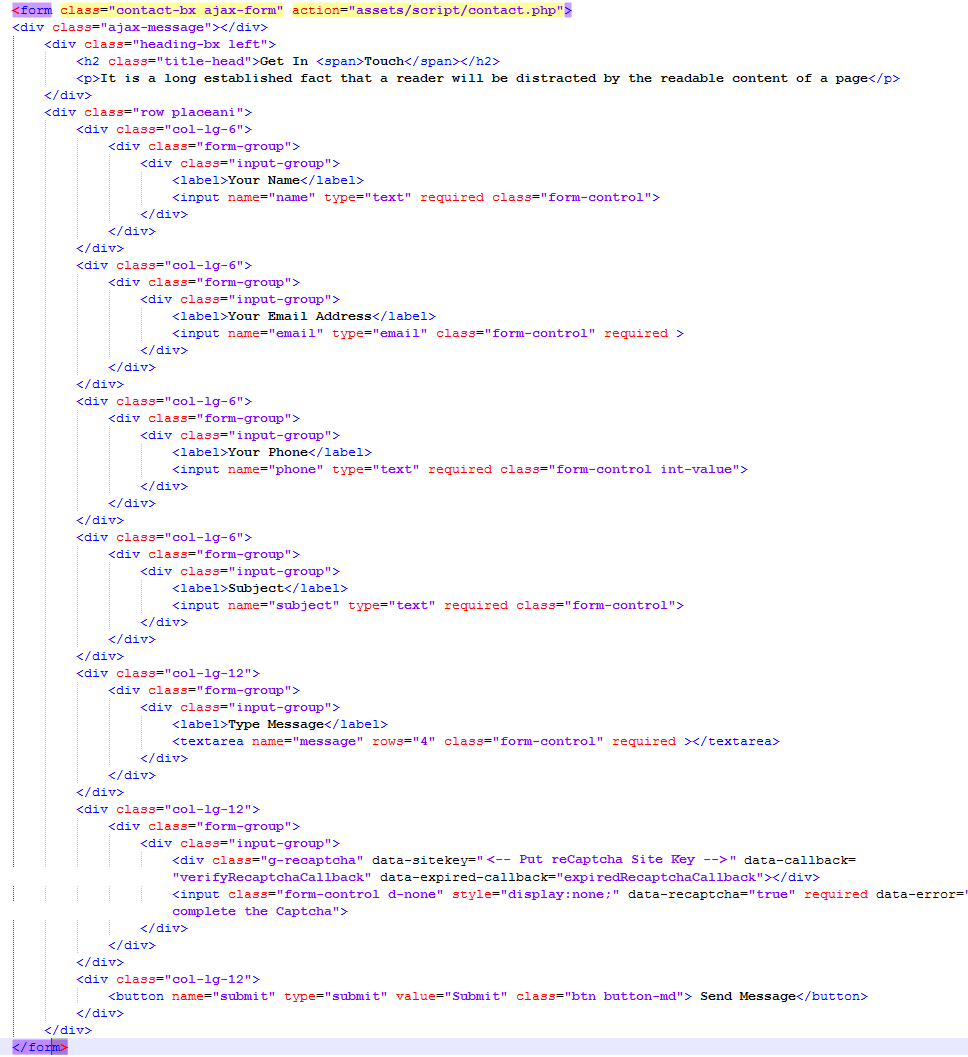 <form class="contact-bx ajax-form" action="assets/script/contact.php">
<div class="ajax-message"></div>
<div class="heading-bx left">
<h2 class="title-head">Get In <span>Touch</span></h2>
<p>It is a long established fact that a reader will be distracted by the readable content of a page</p>
</div>
<div class="row placeani">
<div class="col-lg-6">
<div class="form-group">
<div class="input-group">
<label>Your Name</label>
<input name="name" type="text" required class="form-control">
</div>
</div>
</div>
<div class="col-lg-6">
<div class="form-group">
<div class="input-group">
<label>Your Email Address</label>
<input name="email" type="email" class="form-control" required >
</div>
</div>
</div>
<div class="col-lg-6">
<div class="form-group">
<div class="input-group">
<label>Your Phone</label>
<input name="phone" type="text" required class="form-control int-value">
</div>
</div>
</div>
<div class="col-lg-6">
<div class="form-group">
<div class="input-group">
<label>Subject</label>
<input name="subject" type="text" required class="form-control">
</div>
</div>
</div>
<div class="col-lg-12">
<div class="form-group">
<div class="input-group">
<label>Type Message</label>
<textarea name="message" rows="4" class="form-control" required ></textarea>
</div>
</div>
</div>
<div class="col-lg-12">
<div class="form-group">
<div class="input-group">
<div class="g-recaptcha" data-sitekey="<-- Put reCaptcha Site Key -->" data-callback=
"verifyRecaptchaCallback" data-expired-callback="expiredRecaptchaCallback"></div>
<input class="form-control d-none" style="display:none;" data-recaptcha="true" required data-error="
complete the Captcha">
</div>
</div>
</div>
<div class="col-lg-12">
<button name="submit" type="submit" value="Submit" class="btn button-md"> Send Message</button>
</div>
</div>
</form>